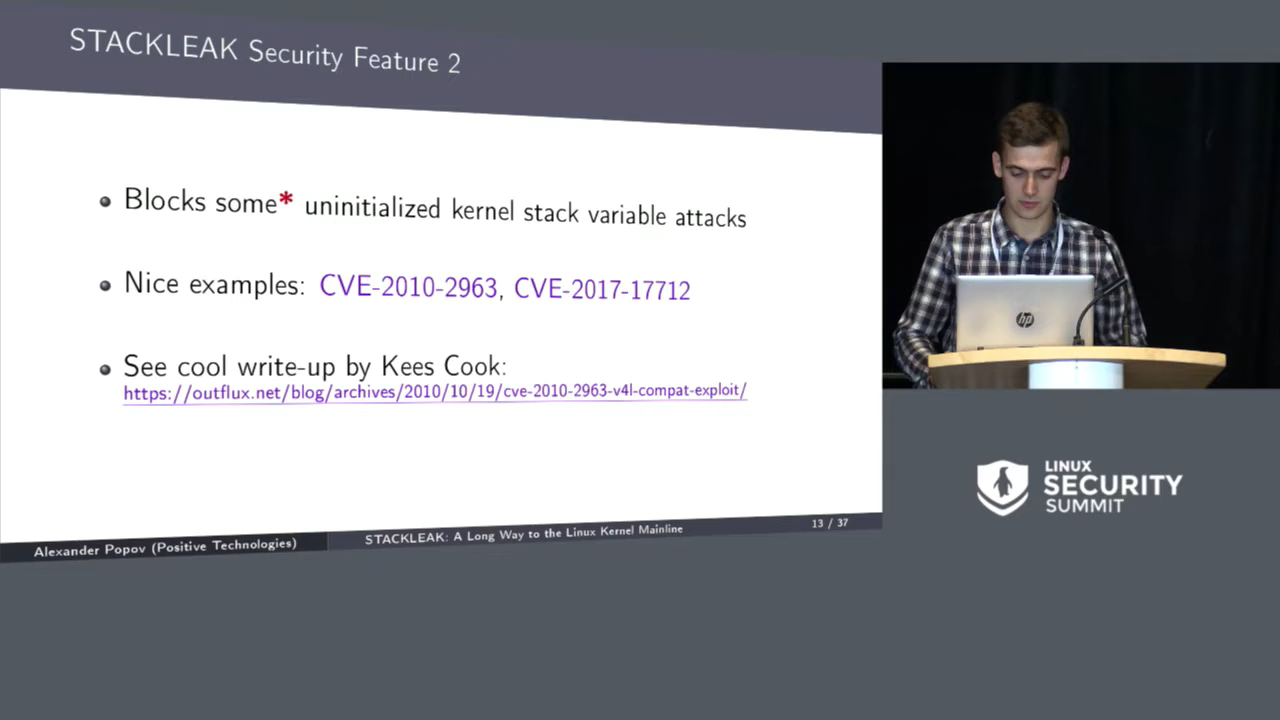 STACKLEAK Security Feature 2
Blocks some* uninitialized kernel stack variable attacks
Nice examples: CVE-2010-2963, CVE-2017-17712
See cool write-up by Kees Cook:
https://outflux.net/blog/archives/2010/10/19/cve-2010-2963-v4l-compat-exploit/
Alexander Popov (Positive Technologies)
STACKLEAK: A Long Way to the Linux Kernel Mainline
13 / 37
hp
LINUX
SECURITY
SUMMIT